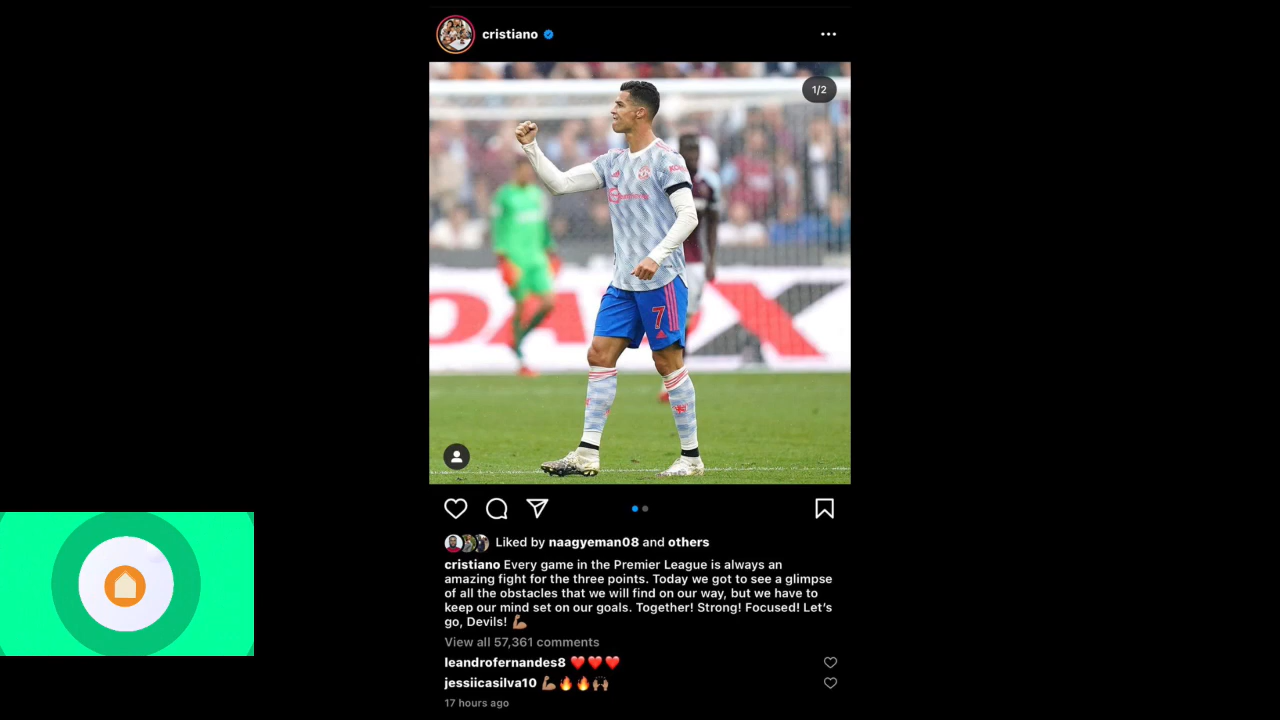 cristiano
1/2
7
Liked by naagyeman08 and others
cristiano Every game in the Premier League is always an
amazing fight for the three points. Today we got to see a glimpse
of all the obstacles that we will find on our way, but we have to
keep our mind set on our goals. Together! Strong! Focused! Let’s
go, Devils! 💪🏽
View all 57,361 comments
leandrofernandes8 ❤️❤️❤️
jessiicasilva10 💪🏽🔥🔥🙌🏽
17 hours ago